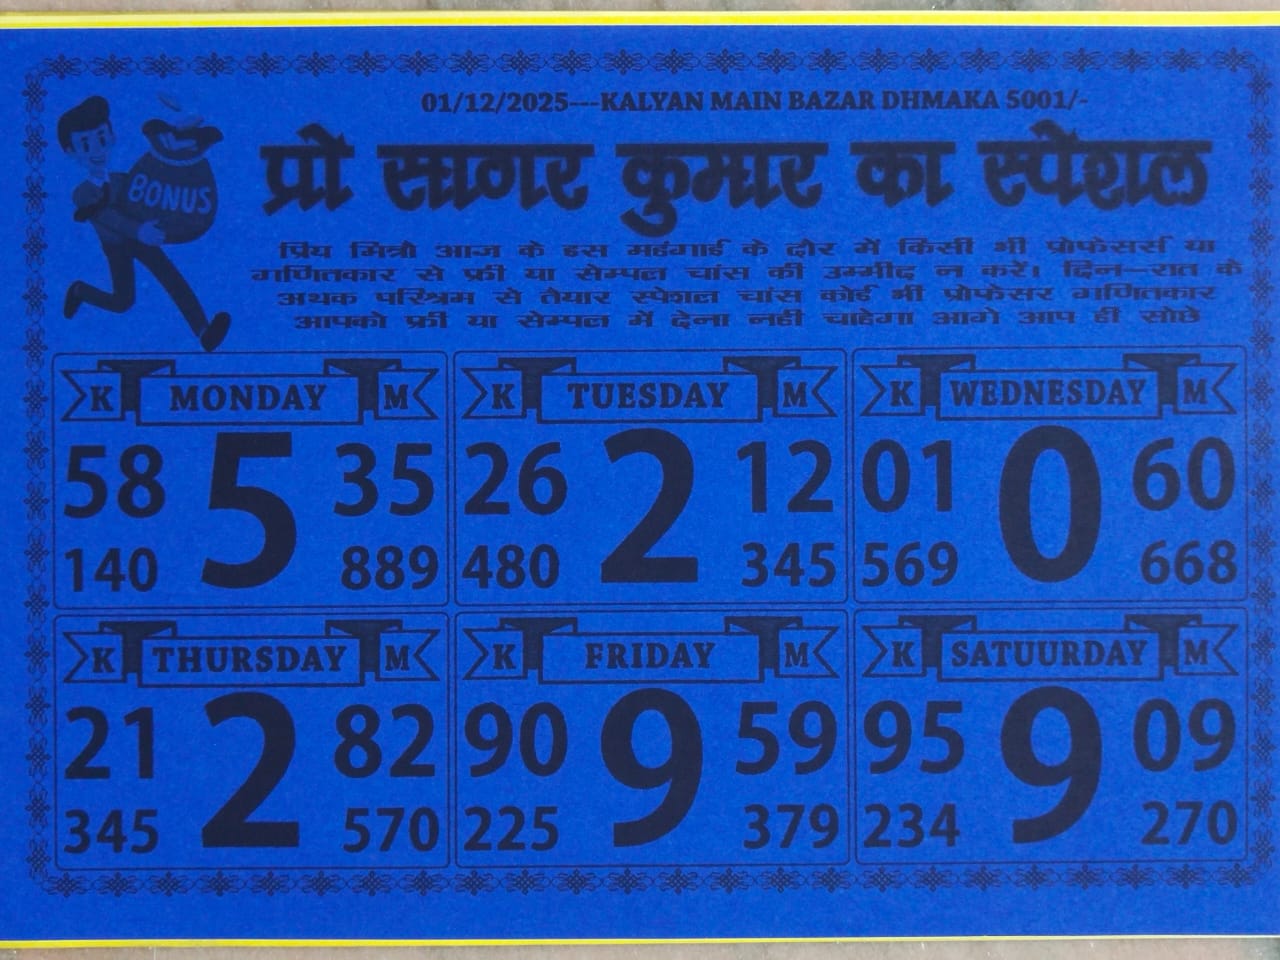 01/12/2025---KALYAN MAIN BAZAR DHMAKA 5001/-
BONUS
प्रो सागर कुमार का स्पेशल
प्रिय मित्रौ आज के इस महंगाई के दौर में किसी भी प्रोफेसर्स या
गणितकार से फ्री या सेम्पल चांस की उम्मीद न करें। दिन-रात के
अथक परिश्रम से तैयार स्पेशल चांस कोई भी प्रोफेसर गणितकार
आपको फ्री या सेम्पल में देना नही चाहेगा आगे आप ही सोछे
K MONDAY M
58 5 35
140 889
K TUESDAY M
26 2 12
480 345
K WEDNESDAY M
01 0 60
569 668
K THURSDAY M
21 2 82
345 570
K FRIDAY M
90 9 59
225 379
K SATUURDAY M
95 9 09
234 270